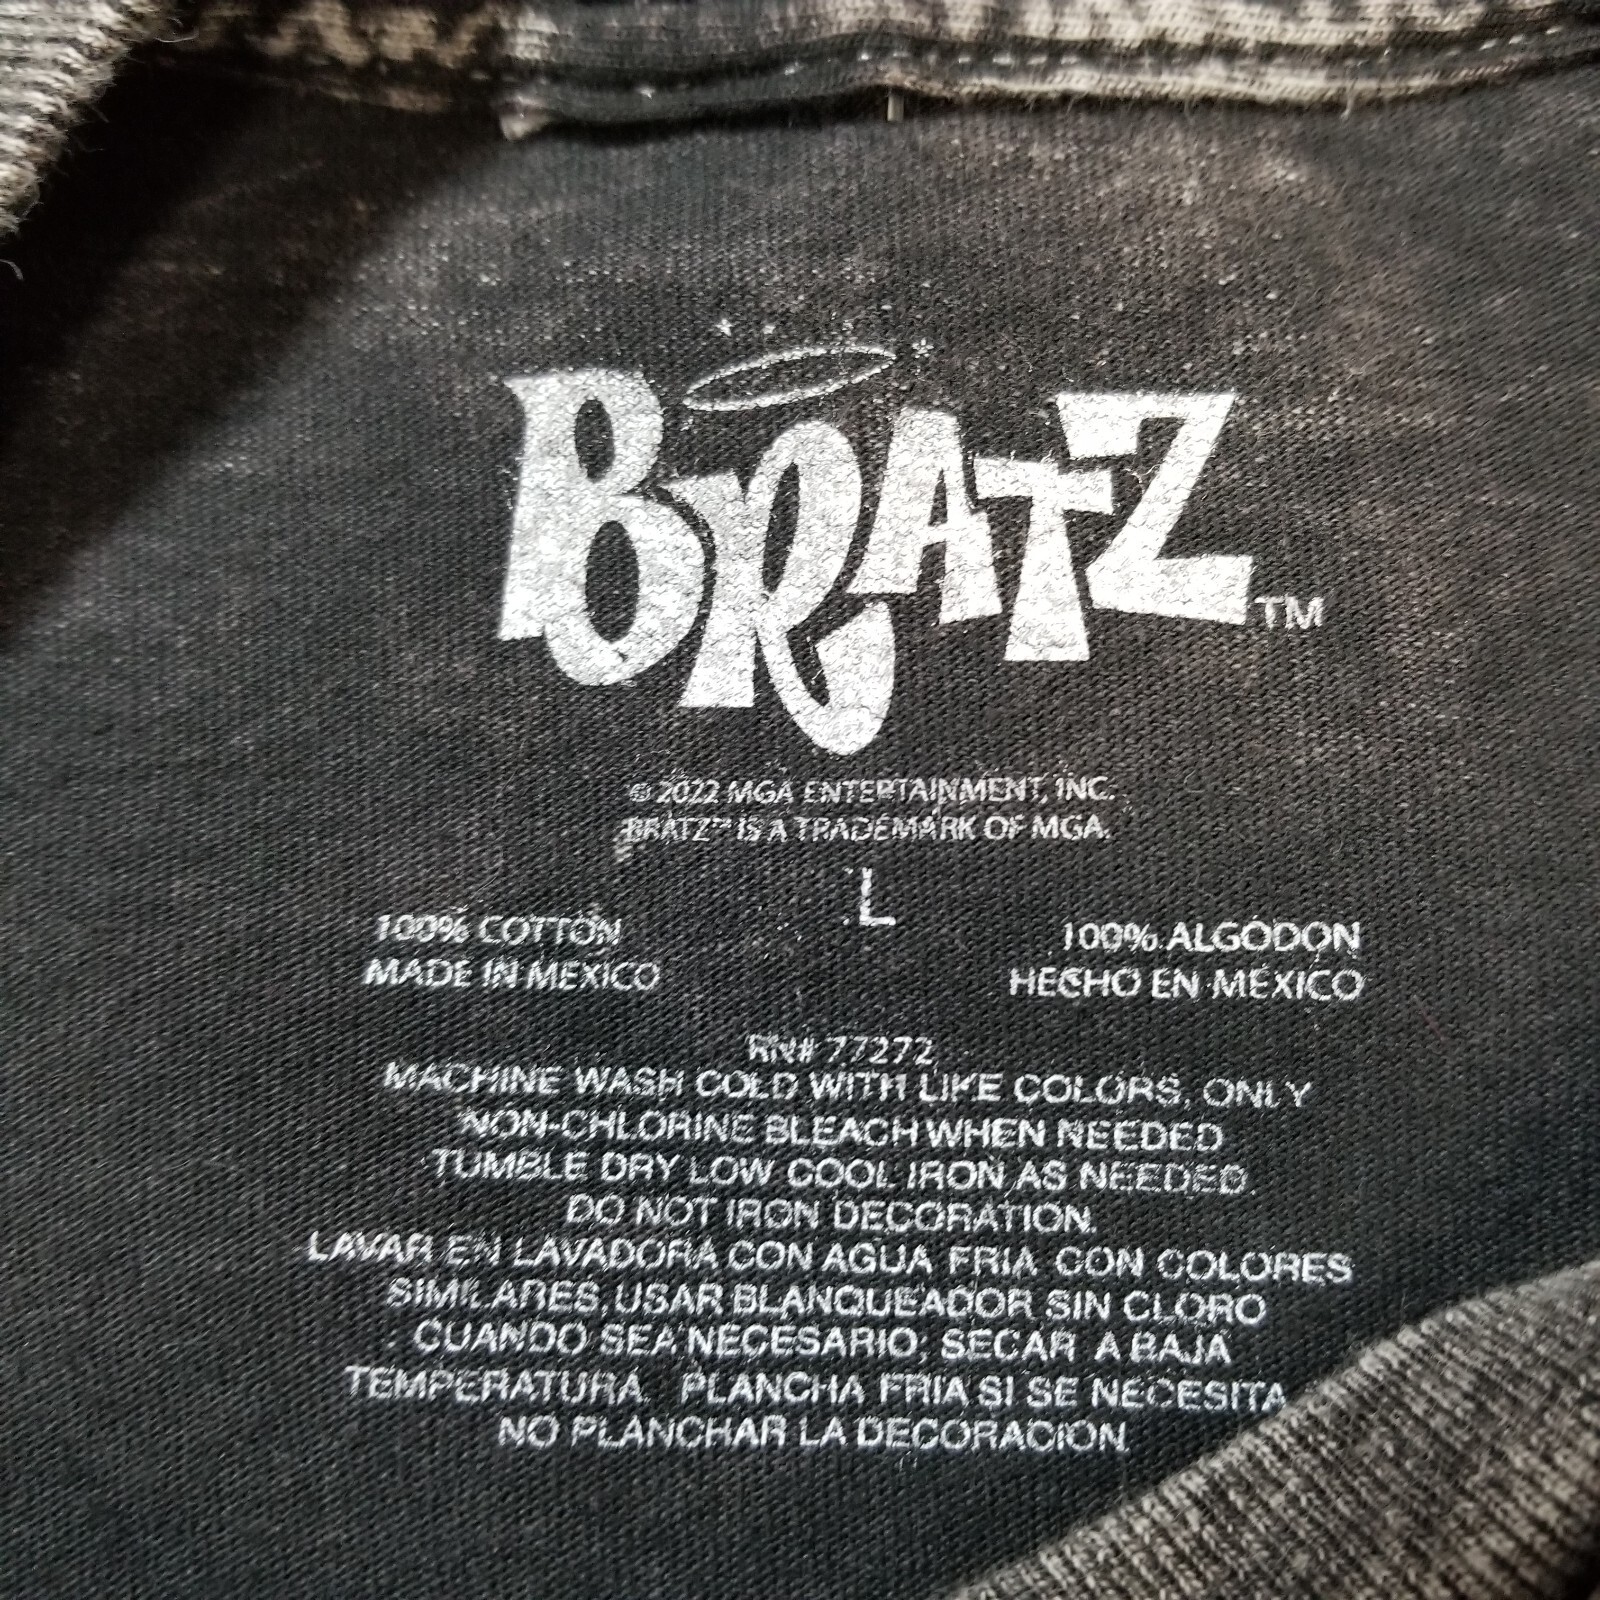 BRATZ™
© 2022 MGA ENTERTAINMENT, INC.
BRATZ™ IS A TRADEMARK OF MGA.
L
100% COTTON
MADE IN MEXICO
100% ALGODON
HECHO EN MEXICO
RN# 77272
MACHINE WASH COLD WITH LIKE COLORS, ONLY
NON-CHLORINE BLEACH WHEN NEEDED
TUMBLE DRY LOW COOL IRON AS NEEDED.
DO NOT IRON DECORATION.
LAVAR EN LAVADORA CON AGUA FRIA CON COLORES
SIMILARES, USAR BLANQUEADOR SIN CLORO
CUANDO SEA NECESARIO; SECAR A BAJA
TEMPERATURA. PLANCHA FRIA SI SE NECESITA
NO PLANCHAR LA DECORACION.